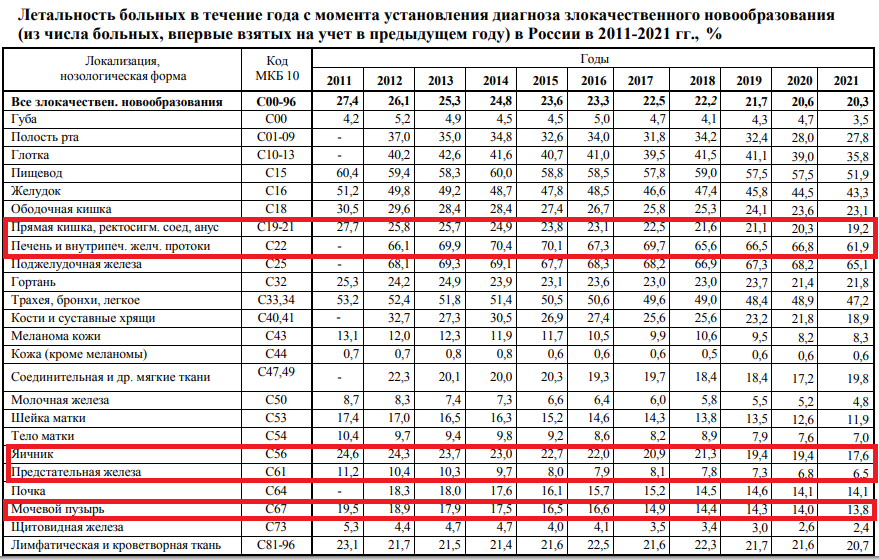 Летальность больных в течение года с момента установления диагноза злокачественного новообразования
(из числа больных, впервые взятых на учет в предыдущем году) в России в 2011-2021 гг., %
Локализация, нозологическая форма Код МКБ 10 Годы
2011 2012 2013 2014 2015 2016 2017 2018 2019 2020 2021
Все злокачествен. новообразования C00-96 27,4 26,1 25,3 24,8 23,6 23,3 22,5 22,2 21,7 20,6 20,3
Губа C00 4,2 5,2 4,9 4,5 4,5 5,0 4,7 4,1 4,3 4,7 3,5
Полость рта C01-09 - 37,0 35,0 34,8 32,6 34,0 31,8 34,2 32,4 28,0 27,8
Глотка C10-13 - 40,2 42,6 41,6 40,7 41,0 39,5 41,5 41,1 39,0 35,8
Пищевод C15 60,4 59,4 58,3 60,0 58,8 58,5 57,8 59,0 57,5 57,5 51,9
Желудок C16 51,2 49,8 49,2 48,7 47,8 48,5 46,6 47,4 45,8 44,5 43,3
Ободочная кишка C18 30,5 29,6 28,4 28,4 27,4 26,7 25,8 25,3 24,1 23,6 23,1
Прямая кишка, ректосигм. соед, анус C19-21 27,7 25,8 25,7 24,9 23,8 23,1 22,5 21,6 21,1 20,3 19,2
Печень и внутрипеч. желч. протоки C22 - 66,1 69,9 70,4 70,1 67,3 69,7 65,6 66,5 66,8 61,9
Поджелудочная железа C25 - 68,1 69,3 69,1 67,7 68,3 68,2 66,9 67,3 68,2 65,1
Гортань C32 25,3 24,2 24,9 23,9 23,1 23,6 23,0 23,0 23,7 21,4 21,8
Трахея, бронхи, легкое C33,34 53,2 52,4 51,8 51,4 50,5 50,6 49,6 49,0 48,4 48,9 47,2
Кости и суставные хрящи C40,41 - 32,7 27,3 30,5 26,9 27,4 25,6 25,6 23,2 21,8 18,9
Меланома кожи C43 13,1 12,0 12,3 11,9 11,7 10,5 9,9 10,6 9,5 8,2 8,3
Кожа (кроме меланомы) C44 0,7 0,7 0,8 0,8 0,6 0,6 0,6 0,5 0,6 0,6 0,6
Соединительная и др. мягкие ткани C47,49 - 22,3 20,1 20,0 20,3 19,3 19,7 18,4 18,4 17,2 19,8
Молочная железа C50 8,7 8,3 7,4 7,3 6,6 6,4 6,0 5,8 5,5 5,2 4,8
Шейка матки C53 17,4 17,0 16,5 16,3 15,2 14,6 14,3 13,8 13,5 12,6 11,9
Тело матки C54 10,4 9,7 9,4 9,8 9,2 8,6 8,2 8,9 7,9 7,6 7,0
Яичник C56 24,6 24,3 23,7 23,0 22,7 22,0 20,9 21,3 19,4 19,4 17,6
Предстательная железа C61 11,2 10,4 10,3 9,7 8,0 7,9 8,1 7,8 7,3 6,8 6,5
Почка C64 - 18,3 18,0 17,6 16,1 15,7 15,2 14,5 14,6 14,1 14,1
Мочевой пузырь C67 19,5 18,9 17,9 17,5 16,5 16,6 14,9 14,4 14,3 14,0 13,8
Щитовидная железа C73 5,3 4,4 4,7 4,7 4,0 4,1 3,5 3,4 3,0 2,6 2,4
Лимфатическая и кроветворная ткань C81-96 23,1 21,7 21,5 21,4 21,6 22,6 21,6 22,3 21,7 21,6 20,7